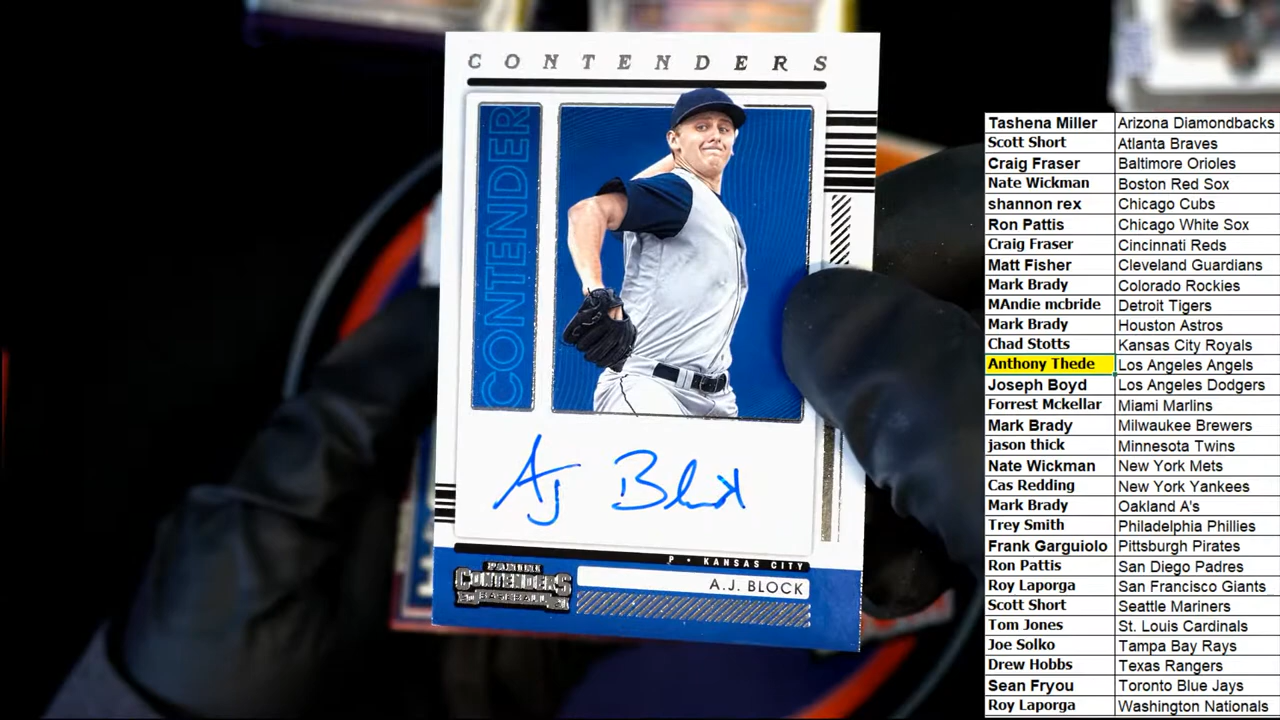 CONTENDERS
CONTENDER
AJ Block
P • KANSAS CITY
A.J. BLOCK
PANINI
CONTENDERS
BASEBALL
Tashena Miller Arizona Diamondbacks
Scott Short Atlanta Braves
Craig Fraser Baltimore Orioles
Nate Wickman Boston Red Sox
shannon rex Chicago Cubs
Ron Pattis Chicago White Sox
Craig Fraser Cincinnati Reds
Matt Fisher Cleveland Guardians
Mark Brady Colorado Rockies
MAndie mcbride Detroit Tigers
Mark Brady Houston Astros
Chad Stotts Kansas City Royals
Anthony Thede Los Angeles Angels
Joseph Boyd Los Angeles Dodgers
Forrest Mckellar Miami Marlins
Mark Brady Milwaukee Brewers
jason thick Minnesota Twins
Nate Wickman New York Mets
Cas Redding New York Yankees
Mark Brady Oakland A's
Trey Smith Philadelphia Phillies
Frank Garguiolo Pittsburgh Pirates
Ron Pattis San Diego Padres
Roy Laporga San Francisco Giants
Scott Short Seattle Mariners
Tom Jones St. Louis Cardinals
Joe Solko Tampa Bay Rays
Drew Hobbs Texas Rangers
Sean Fryou Toronto Blue Jays
Roy Laporga Washington Nationals